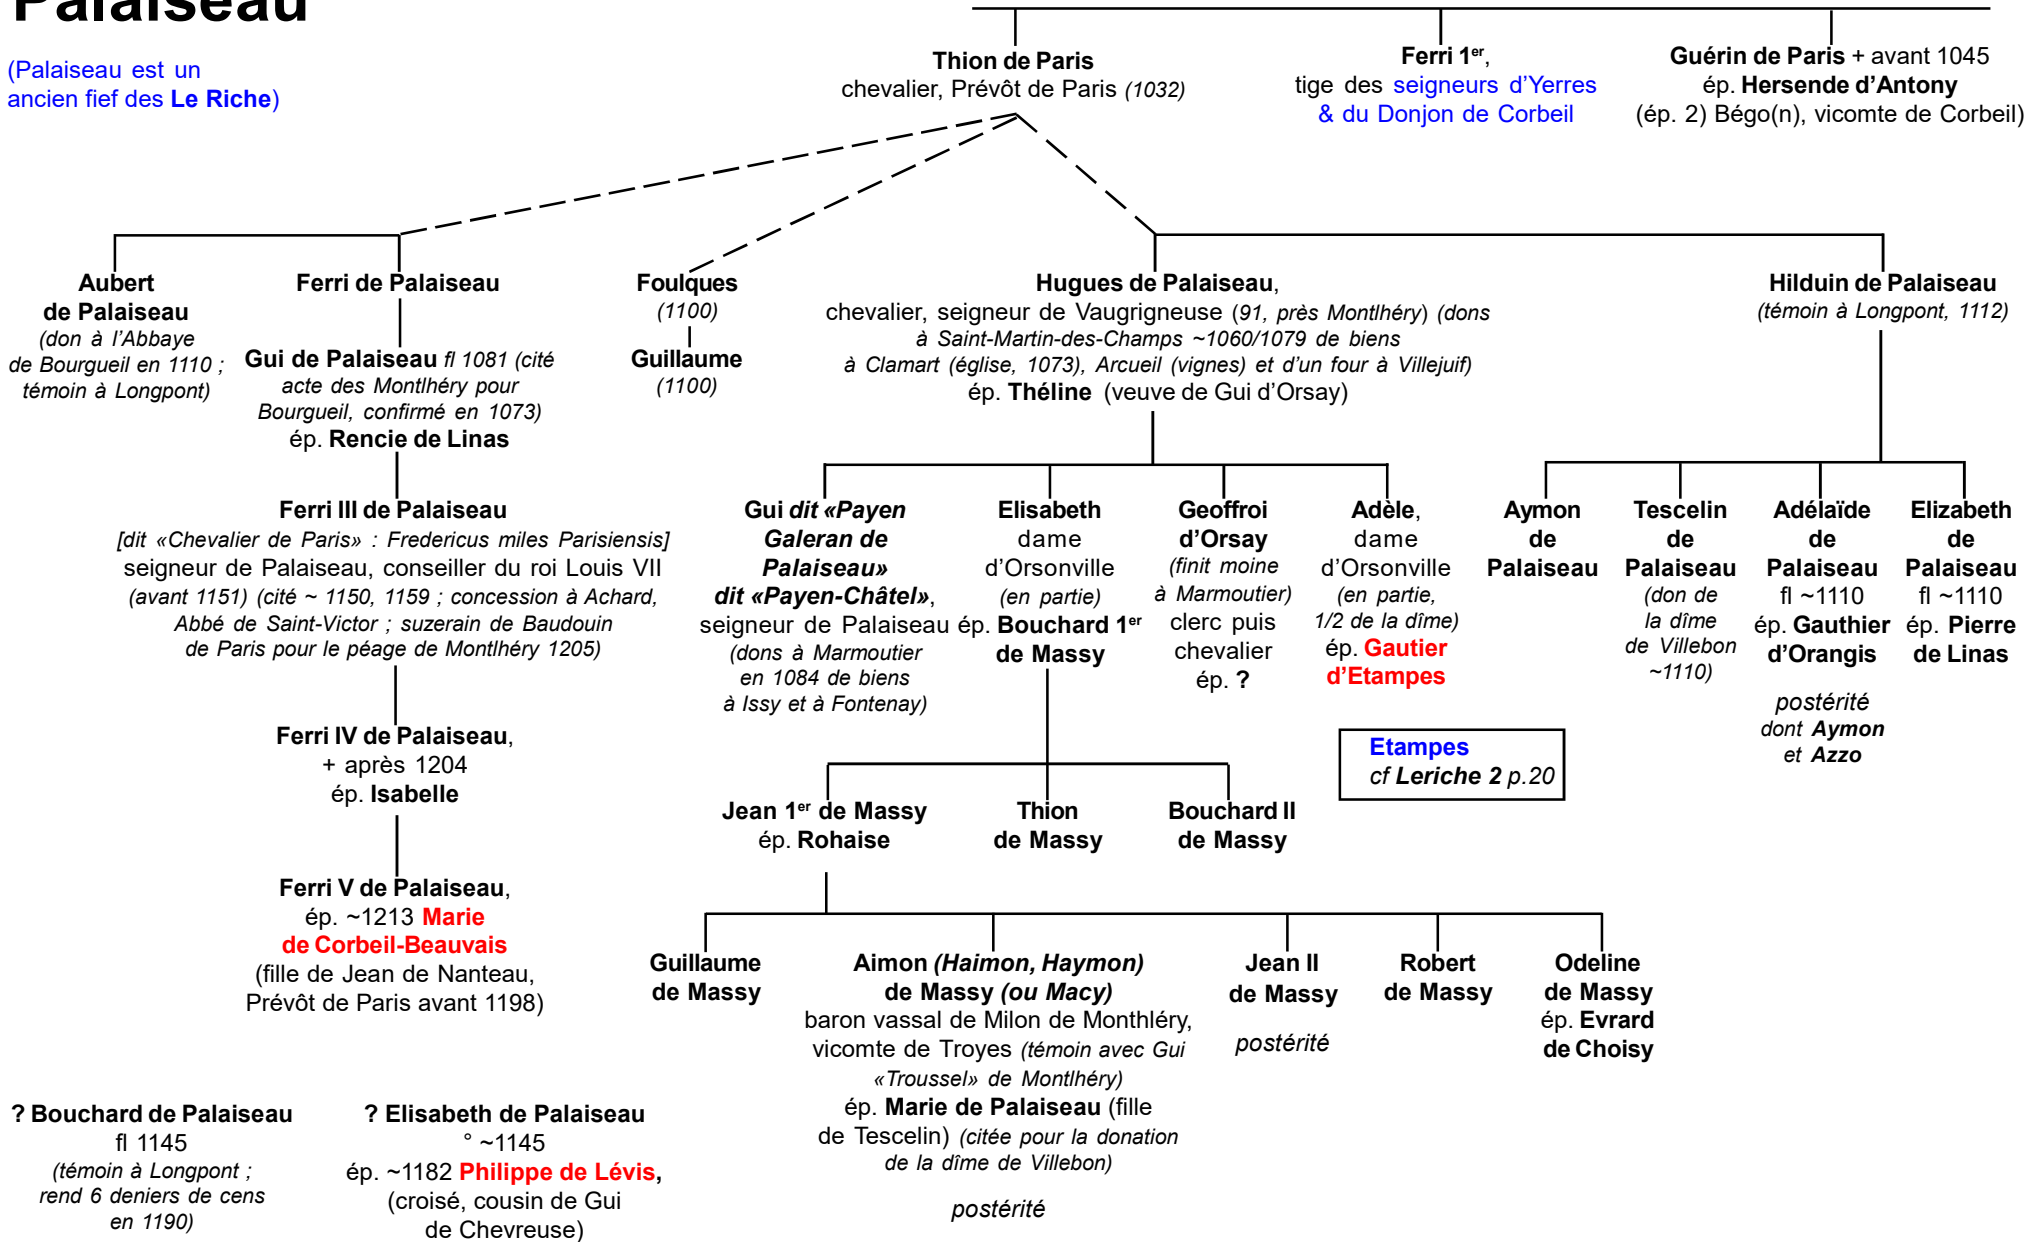 Palaiseau
(Palaiseau est un
ancien fief des Le Riche)
Thion de Paris
chevalier, Prévôt de Paris (1032)
Ferri 1er,
tige des seigneurs d'Yerres
& du Donjon de Corbeil
Guérin de Paris + avant 1045
ép. Hersende d'Antony
(ép. 2) Bégo(n), vicomte de Corbeil)
Aubert
de Palaiseau
(don à l'Abbaye
de Bourgueil en 1110 ;
témoin à Longpont)
Ferri de Palaiseau
Gui de Palaiseau fl 1081 (cité
acte des Montlhéry pour
Bourgueil, confirmé en 1073)
ép. Rencie de Linas
Foulques
(1100)
Guillaume
(1100)
Hugues de Palaiseau,
chevalier, seigneur de Vaugrigneuse (91, près Montlhéry) (dons
à Saint-Martin-des-Champs ~1060/1079 de biens
à Clamart (église, 1073), Arcueil (vignes) et d'un four à Villejuif)
ép. Théline (veuve de Gui d'Orsay)
Hilduin de Palaiseau
(témoin à Longpont, 1112)
Ferri III de Palaiseau
[dit «Chevalier de Paris» : Fredericus miles Parisiensis]
seigneur de Palaiseau, conseiller du roi Louis VII
(avant 1151) (cité ~ 1150, 1159 ; concession à Achard,
Abbé de Saint-Victor ; suzerain de Baudouin
de Paris pour le péage de Montlhéry 1205)
Gui dit «Payen
Galeran de
Palaiseau»
dit «Payen-Châtel»,
seigneur de Palaiseau
(dons à Marmoutier
en 1084 de biens
à Issy et à Fontenay)
Elisabeth
dame
d'Orsonville
(en partie)
ép. Bouchard 1er
de Massy
Geoffroi
d'Orsay
(finit moine
à Marmoutier)
clerc puis
chevalier
ép. ?
Adèle,
dame
d'Orsonville
(en partie,
1/2 de la dîme)
ép. Gautier
d'Etampes
Aymon
de
Palaiseau
Tescelin
de
Palaiseau
(don de
la dîme
de Villebon
~1110)
Adélaïde
de
Palaiseau
fl ~1110
ép. Gauthier
d'Orangis
postérité
dont Aymon
et Azzo
Elizabeth
de
Palaiseau
fl ~1110
ép. Pierre
de Linas
Etampes
cf Leriche 2 p.20
Ferri IV de Palaiseau,
+ après 1204
ép. Isabelle
Jean 1er de Massy
ép. Rohaise
Thion
de Massy
Bouchard II
de Massy
Ferri V de Palaiseau,
ép. ~1213 Marie
de Corbeil-Beauvais
(fille de Jean de Nanteau,
Prévôt de Paris avant 1198)
Guillaume
de Massy
Aimon (Haimon, Haymon)
de Massy (ou Macy)
baron vassal de Milon de Monthléry,
vicomte de Troyes (témoin avec Gui
«Troussel» de Montlhéry)
ép. Marie de Palaiseau (fille
de Tescelin) (citée pour la donation
de la dîme de Villebon)
postérité
Jean II
de Massy
postérité
Robert
de Massy
Odeline
de Massy
ép. Evrard
de Choisy
? Bouchard de Palaiseau
fl 1145
(témoin à Longpont ;
rend 6 deniers de cens
en 1190)
? Elisabeth de Palaiseau
° ~1145
ép. ~1182 Philippe de Lévis,
(croisé, cousin de Gui
de Chevreuse)